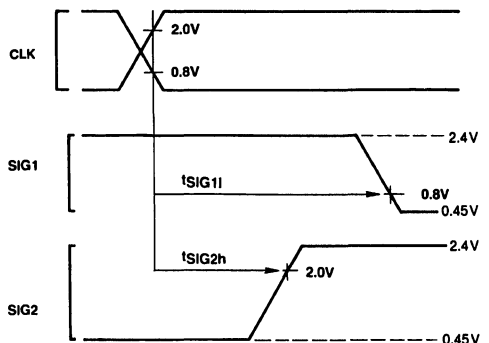 CLK
2.0V
0.8V
SIG1
2.4V
tSIG1l
0.8V
0.45V
SIG2
2.4V
tSIG2h
2.0V
0.45V